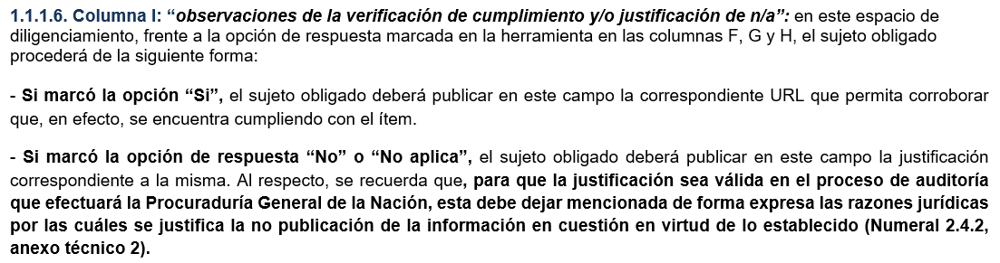 1.1.1.6. Columna I: “observaciones de la verificación de cumplimiento y/o justificación de n/a”: en este espacio de
diligenciamiento, frente a la opción de respuesta marcada en la herramienta en las columnas F, G y H, el sujeto obligado
procederá de la siguiente forma:
- Si marcó la opción “Si”, el sujeto obligado deberá publicar en este campo la correspondiente URL que permita corroborar
que, en efecto, se encuentra cumpliendo con el ítem.
- Si marcó la opción de respuesta “No” o “No aplica”, el sujeto obligado deberá publicar en este campo la justificación
correspondiente a la misma. Al respecto, se recuerda que, para que la justificación sea válida en el proceso de auditoría
que efectuará la Procuraduría General de la Nación, esta debe dejar mencionada de forma expresa las razones jurídicas
por las cuáles se justifica la no publicación de la información en cuestión en virtud de lo establecido (Numeral 2.4.2,
anexo técnico 2).